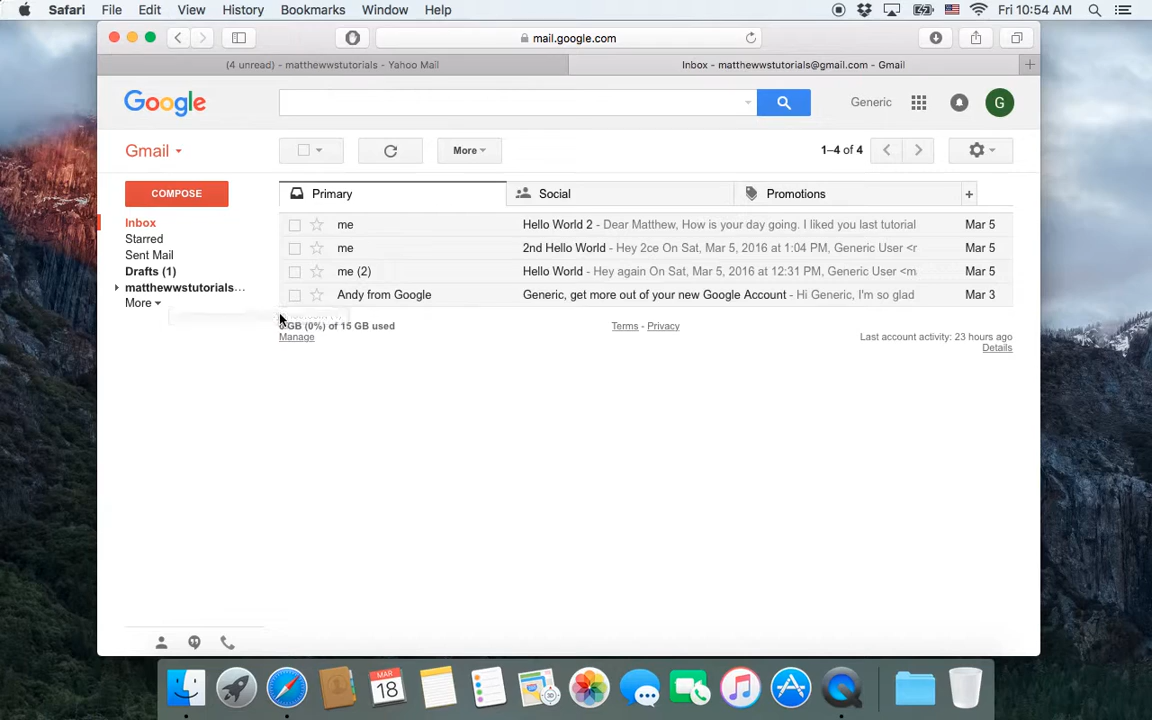 Safari File Edit View History Bookmarks Window Help Fri 10:54 AM
mail.google.com
(4 unread) - matthewwstutorials - Yahoo Mail Inbox - matthewwstutorials@gmail.com - Gmail
Google Generic G
Gmail More 1–4 of 4
COMPOSE Primary Social Promotions +
Inbox me Hello World 2 - Dear Matthew, How is your day going. I liked you last tutorial Mar 5
Starred
Sent Mail me 2nd Hello World - Hey 2ce On Sat, Mar 5, 2016 at 1:04 PM, Generic User <r Mar 5
Drafts (1) me (2) Hello World - Hey again On Sat, Mar 5, 2016 at 12:31 PM, Generic User <m Mar 5
matthewwstutorials… Andy from Google Generic, get more out of your new Google Account - Hi Generic, I'm so glad Mar 3
More
GB (0%) of 15 GB used Terms - Privacy Last account activity: 23 hours ago
Manage Details
MAR
18
3D